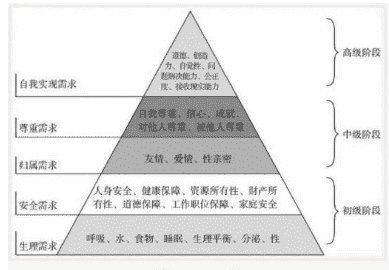 道德、创造
力、自觉性、问
题解决能力、公正
度、接收现实能力
自我实现需求
高级阶段
自我尊重、信心、成就、
对他人尊重、被他人尊重
尊重需求
中级阶段
友情、爱情、性亲密
归属需求
人身安全、健康保障、资源所有性、财产所
有性、道德保障、工作职位保障、家庭安全
安全需求
初级阶段
呼吸、水、食物、睡眠、生理平衡、分泌、性
生理需求